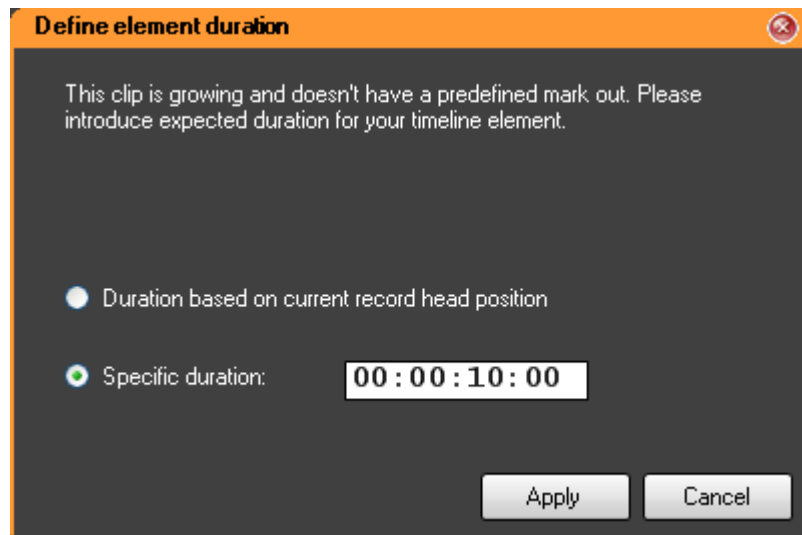 Define element duration
This clip is growing and doesn't have a predefined mark out. Please
introduce expected duration for your timeline element.
Duration based on current record head position
Specific duration: 00:00:10:00
Apply Cancel